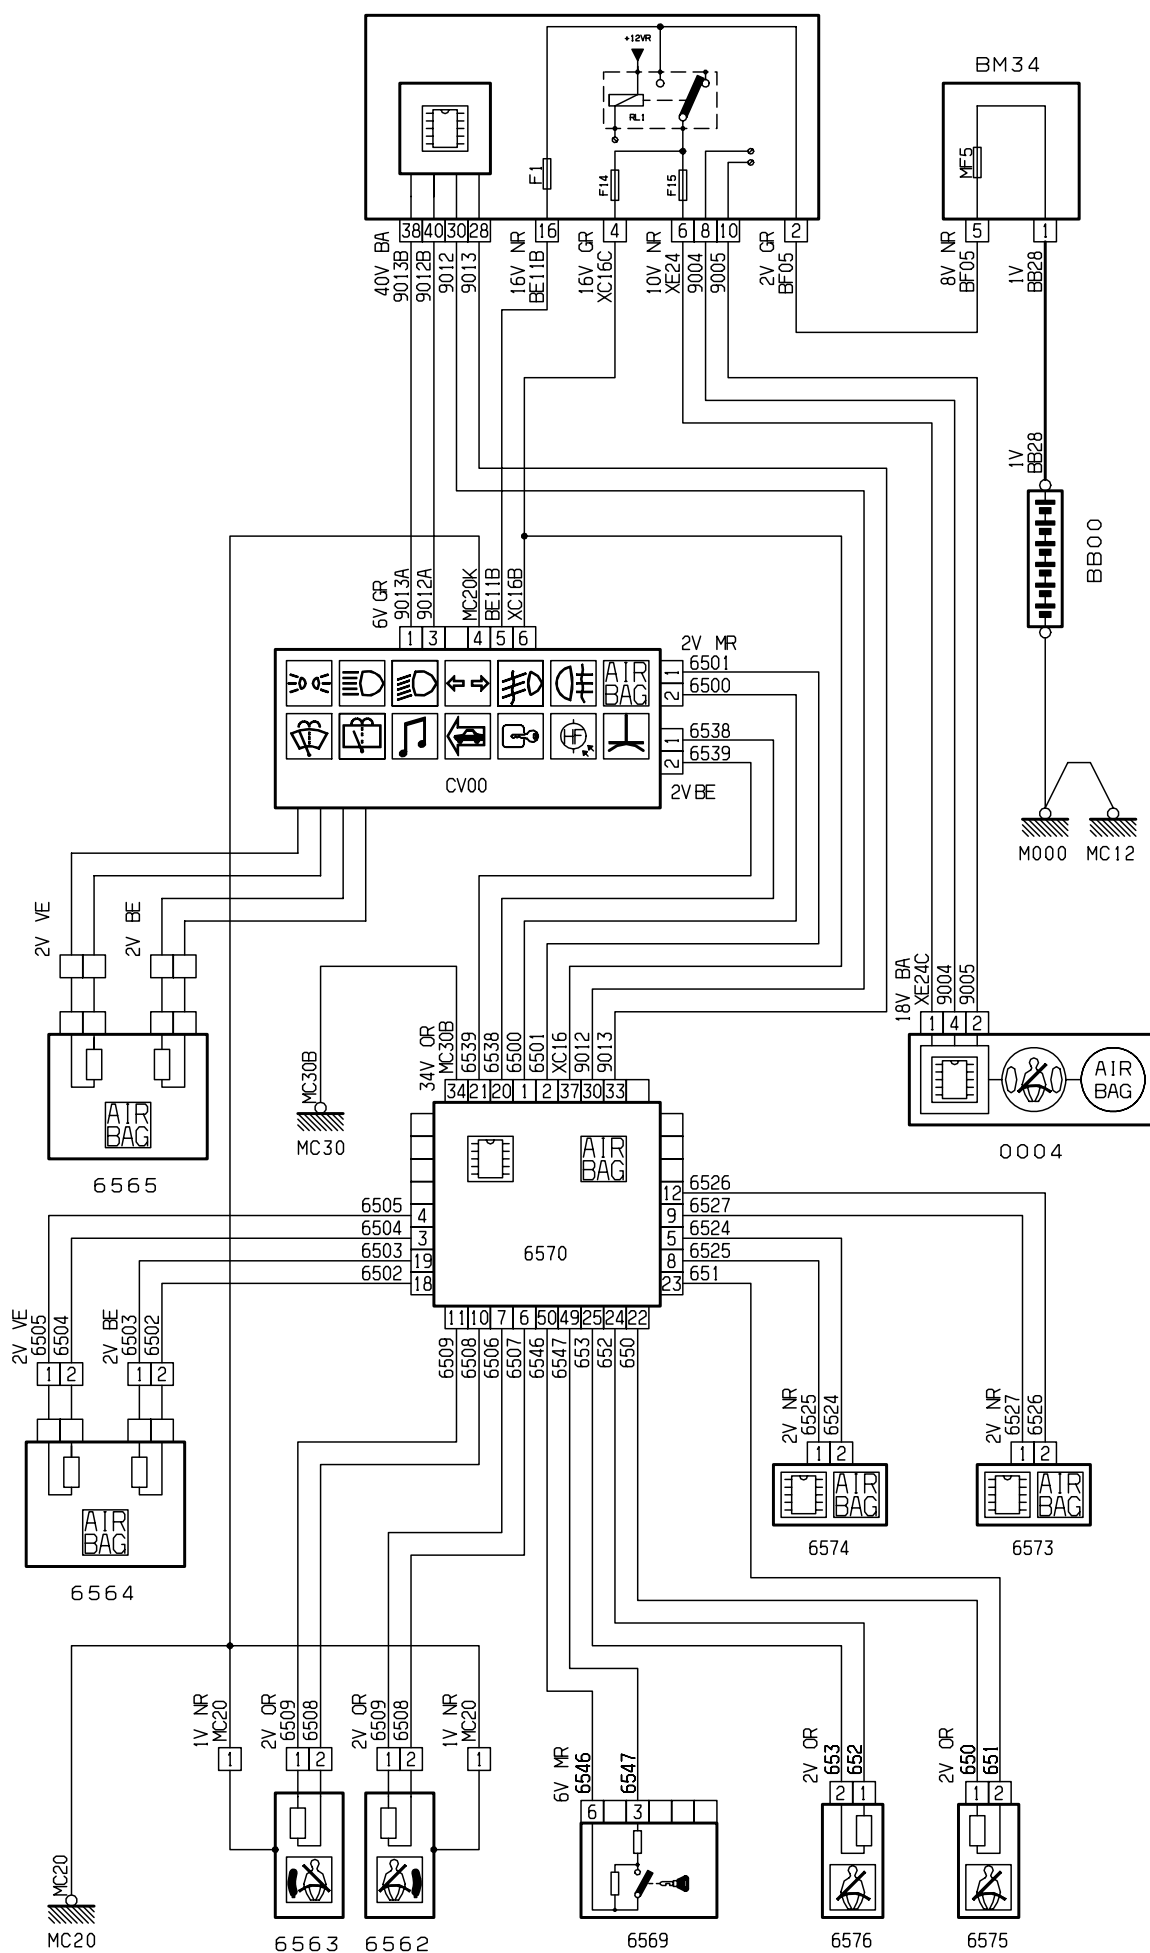 +12VR
RL1
F1
F14
F15
38 40 30 28
16
4
6 8 10
2
40V BA
9013B
9012B
9012
9013
16V NR
BE11B
16V GR
XC16C
10V NR
XE24
9004
9005
2V GR
BF05
BM34
MF5
5
1
8V NR
BF05
1V
BB28
1V
BB28
BB00
M000
MC12
6V GR
9013A
9012A
MC20K
BE11B
XC16B
1 3 4 5 6
AIR
BAG
HF
CV00
2V MR
1 6501
2 6500
1 6538
2 6539
2V BE
2V VE
2V BE
AIR
BAG
6565
MC30B
MC30
34V OR
MC30B
6539
6538
6500
6501
XC16
9012
9013
34 21 20 1 2 37 30 33
18V BA
XE24C
9004
9005
1 4 2
AIR
BAG
0004
AIR
BAG
6570
6505 4
6504 3
6503 19
6502 18
12 6526
9 6527
5 6524
8 6525
23 651
11 10 7 6 50 49 25 24 22
6509
6508
6506
6507
6546
6547
653
652
650
2V VE
6505
6504
2V BE
6503
6502
1 2
1 2
AIR
BAG
6564
2V NR
6525
6524
1 2
AIR
BAG
6574
2V NR
6527
6526
1 2
AIR
BAG
6573
MC20
MC20
1V NR
MC20
1
2V OR
6509
6508
1 2
6563
2V OR
6509
6508
1 2
6562
1V NR
MC20
1
6V MR
6546
6547
6 3
6569
2V OR
653
652
2 1
6576
2V OR
650
651
1 2
6575